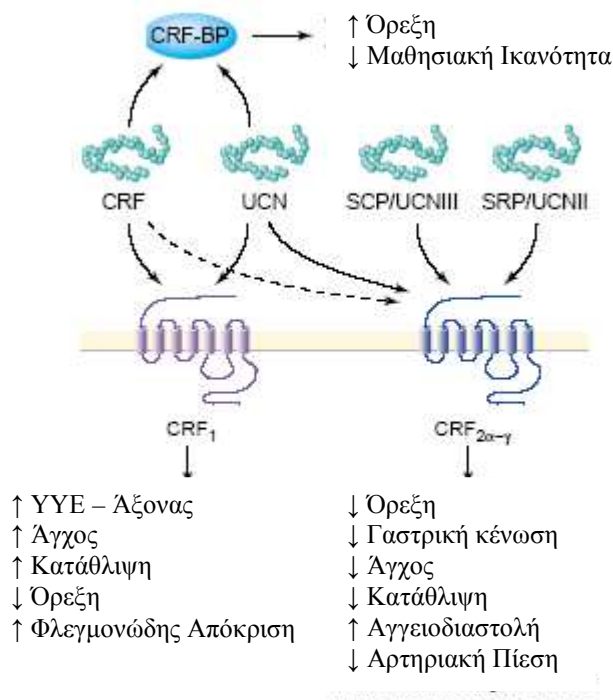 CRF-BP
↑ Όρεξη
↓ Μαθησιακή Ικανότητα
CRF
UCN
SCP/UCNIII
SRP/UCNII
CRF1
CRF2α-γ
↑ ΥΥΕ – Άξονας
↑ Άγχος
↑ Κατάθλιψη
↓ Όρεξη
↑ Φλεγμονώδης Απόκριση
↓ Όρεξη
↓ Γαστρική κένωση
↓ Άγχος
↓ Κατάθλιψη
↑ Αγγειοδιαστολή
↓ Αρτηριακή Πίεση